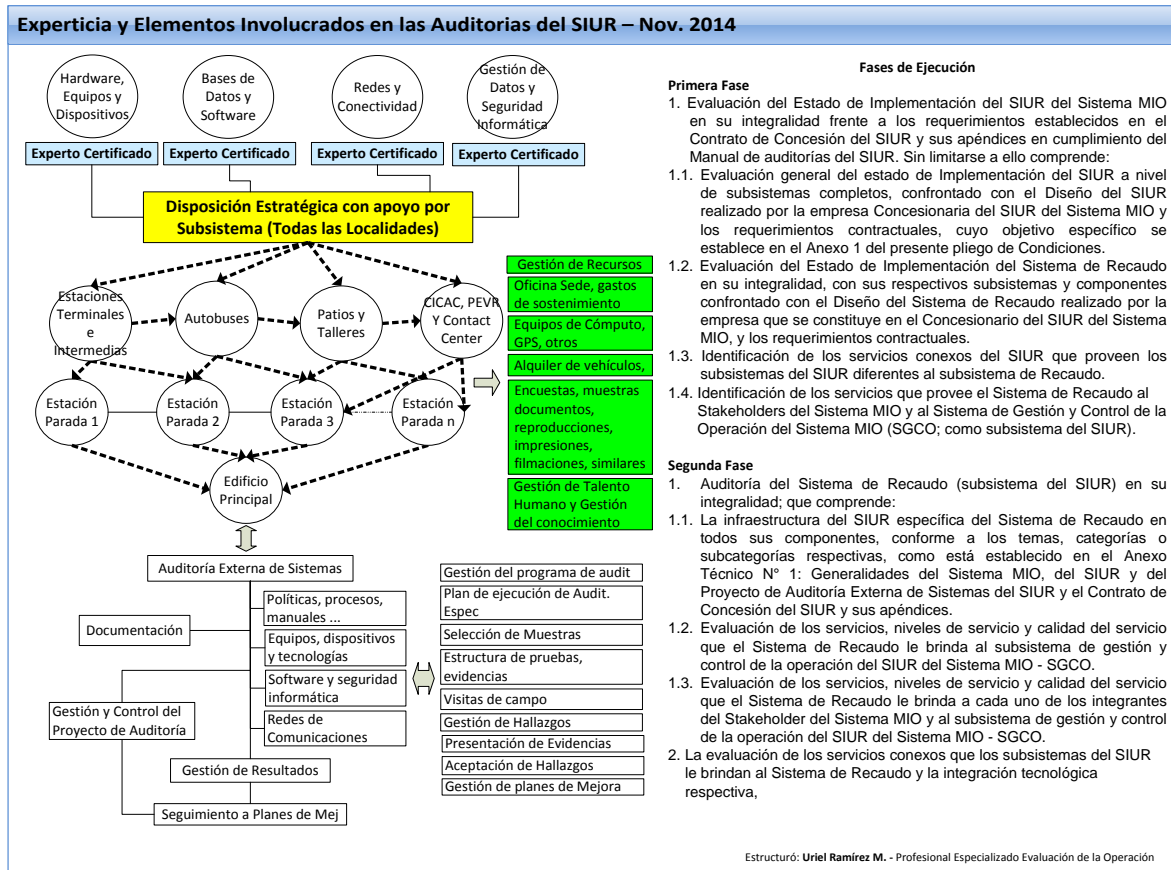 Experticia y Elementos Involucrados en las Auditorias del SIUR – Nov. 2014
Hardware,
Equipos y
Dispositivos
Bases de
Datos y
Software
Redes y
Conectividad
Gestión de
Datos y
Seguridad
Informática
Experto Certificado
Experto Certificado
Experto Certificado
Experto Certificado
Disposición Estratégica con apoyo por
Subsistema (Todas las Localidades)
Estaciones
Terminales
e
Intermedias
Autobuses
Patios y
Talleres
CICAC, PEVR
Y Contact
Center
Estación
Parada 1
Estación
Parada 2
Estación
Parada 3
Estación
Parada n
Edificio
Principal
Gestión de Recursos
Oficina Sede, gastos
de sostenimiento
Equipos de Cómputo,
GPS, otros
Alquiler de vehículos,
Encuestas, muestras
documentos,
reproducciones,
impresiones,
filmaciones, similares
Gestión de Talento
Humano y Gestión
del conocimiento
Auditoría Externa de Sistemas
Políticas, procesos,
manuales ...
Documentación
Equipos, dispositivos
y tecnologías
Software y seguridad
informática
Gestión y Control del
Proyecto de Auditoría
Redes de
Comunicaciones
Gestión de Resultados
Seguimiento a Planes de Mej
Gestión del programa de audit
Plan de ejecución de Audit.
Espec
Selección de Muestras
Estructura de pruebas,
evidencias
Visitas de campo
Gestión de Hallazgos
Presentación de Evidencias
Aceptación de Hallazgos
Gestión de planes de Mejora
Fases de Ejecución
Primera Fase
1. Evaluación del Estado de Implementación del SIUR del Sistema MIO
en su integralidad frente a los requerimientos establecidos en el
Contrato de Concesión del SIUR y sus apéndices en cumplimiento del
Manual de auditorías del SIUR. Sin limitarse a ello comprende:
1.1. Evaluación general del estado de Implementación del SIUR a nivel
de subsistemas completos, confrontado con el Diseño del SIUR
realizado por la empresa Concesionaria del SIUR del Sistema MIO y
los requerimientos contractuales, cuyo objetivo específico se
establece en el Anexo 1 del presente pliego de Condiciones.
1.2. Evaluación del Estado de Implementación del Sistema de Recaudo
en su integralidad, con sus respectivos subsistemas y componentes
confrontado con el Diseño del Sistema de Recaudo realizado por la
empresa que se constituye en el Concesionario del SIUR del Sistema
MIO, y los requerimientos contractuales.
1.3. Identificación de los servicios conexos del SIUR que proveen los
subsistemas del SIUR diferentes al subsistema de Recaudo.
1.4. Identificación de los servicios que provee el Sistema de Recaudo al
Stakeholders del Sistema MIO y al Sistema de Gestión y Control de la
Operación del Sistema MIO (SGCO; como subsistema del SIUR).
Segunda Fase
1. Auditoría del Sistema de Recaudo (subsistema del SIUR) en su
integralidad; que comprende:
1.1. La infraestructura del SIUR específica del Sistema de Recaudo en
todos sus componentes, conforme a los temas, categorías o
subcategorías respectivas, como está establecido en el Anexo
Técnico N° 1: Generalidades del Sistema MIO, del SIUR y del
Proyecto de Auditoría Externa de Sistemas del SIUR y el Contrato de
Concesión del SIUR y sus apéndices.
1.2. Evaluación de los servicios, niveles de servicio y calidad del servicio
que el Sistema de Recaudo le brinda al subsistema de gestión y
control de la operación del SIUR del Sistema MIO - SGCO.
1.3. Evaluación de los servicios, niveles de servicio y calidad del servicio
que el Sistema de Recaudo le brinda a cada uno de los integrantes
del Stakeholder del Sistema MIO y al subsistema de gestión y control
de la operación del SIUR del Sistema MIO - SGCO.
2. La evaluación de los servicios conexos que los subsistemas del SIUR
le brindan al Sistema de Recaudo y la integración tecnológica
respectiva,
Estructuró: Uriel Ramírez M. - Profesional Especializado Evaluación de la Operación